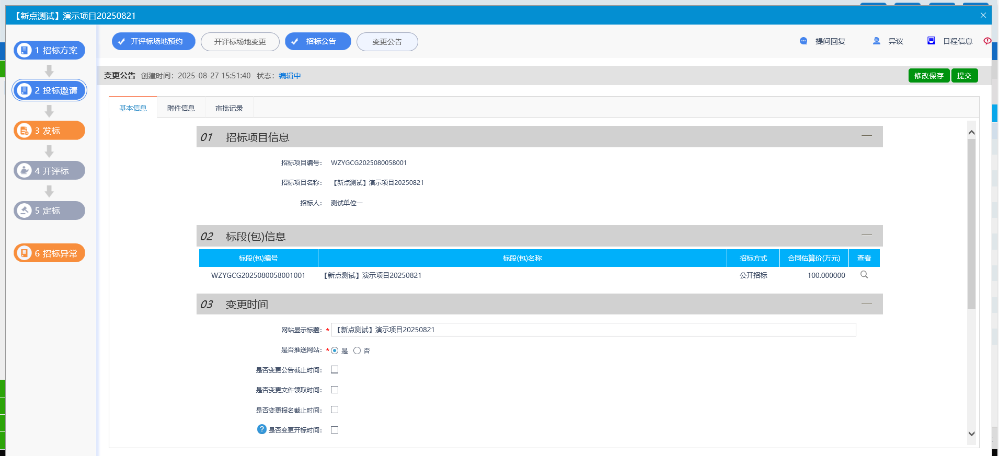 【新点测试】演示项目20250821
1 招标方案
2 投标邀请
3 发标
4 开评标
5 定标
6 招标异常
开评标场地预约
开评标场地变更
招标公告
变更公告
提问回复
异议
日程信息
变更公告 创建时间：2025-08-27 15:51:40 状态：编辑中
修改保存
提交
基本信息
附件信息
审批记录
01 招标项目信息
招标项目编号： WZYGCG2025080058001
招标项目名称： 【新点测试】演示项目20250821
招标人： 测试单位一
02 标段(包)信息
标段(包)编号 标段(包)名称 招标方式 合同估算价(万元) 查看
WZYGCG2025080058001001 【新点测试】演示项目20250821 公开招标 100.000000
03 变更时间
网站显示标题：*【新点测试】演示项目20250821
是否推送网站：* 是 否
是否变更公告截止时间：
是否变更文件领取时间：
是否变更报名截止时间：
? 是否变更开标时间：